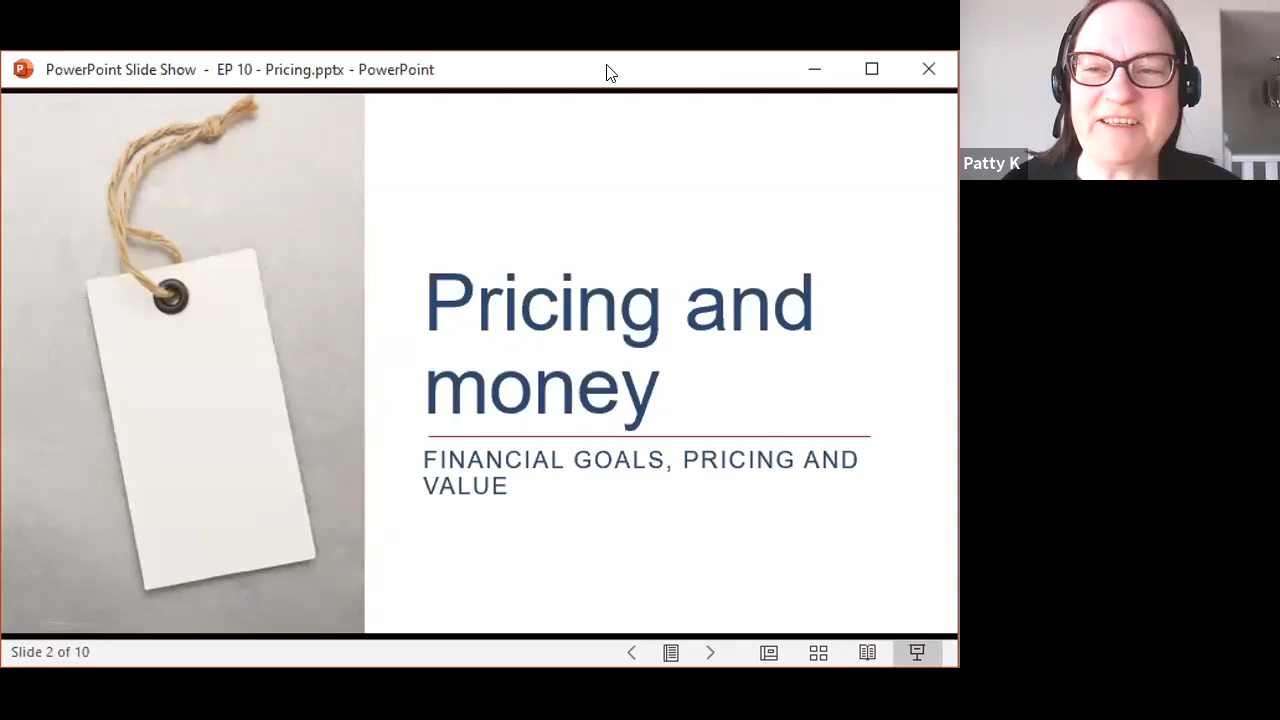 PowerPoint Slide Show - EP 10 - Pricing.pptx - PowerPoint
Patty K
Pricing and
money
FINANCIAL GOALS, PRICING AND
VALUE
Slide 2 of 10